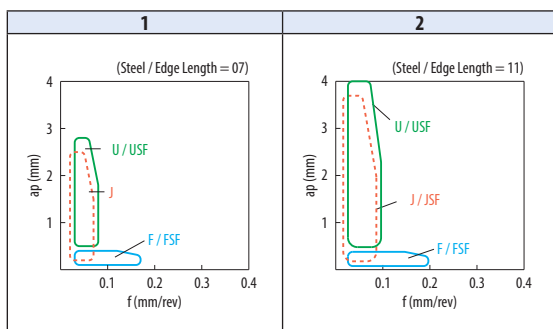 1
2
(Steel / Edge Length = 07)
4
3
2
1
ap (mm)
U / USF
J
F / FSF
0.1
0.2
0.3
0.4
f (mm/rev)
(Steel / Edge Length = 11)
4
3
2
1
ap (mm)
U / USF
J / JSF
F / FSF
0.1
0.2
0.3
0.4
f (mm/rev)